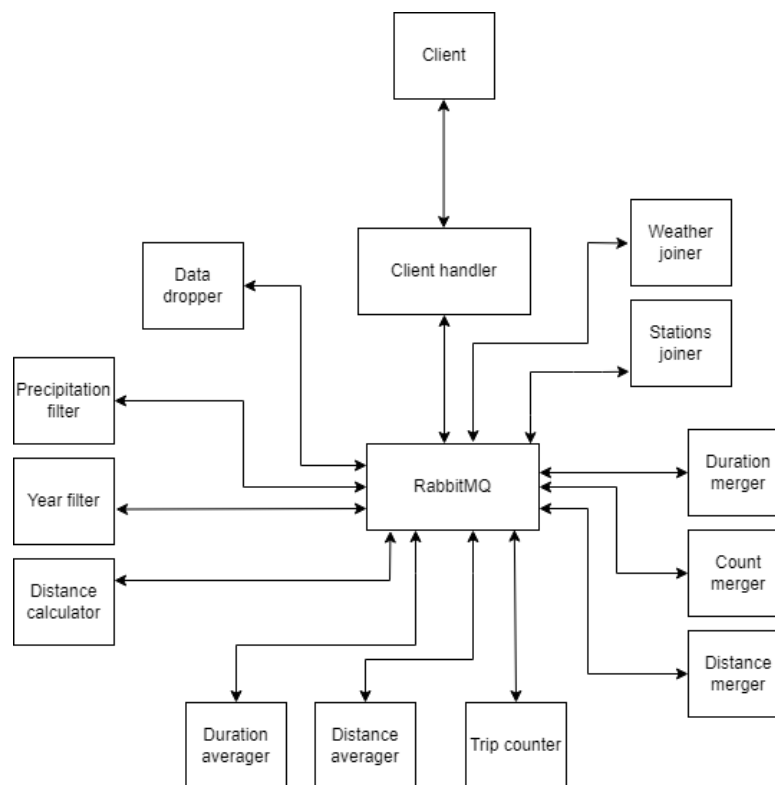 Client
Client handler
Weather
joiner
Data
dropper
Stations
joiner
Precipitation
filter
RabbitMQ
Duration
merger
Year filter
Count
merger
Distance
calculator
Distance
merger
Duration
averager
Distance
averager
Trip counter